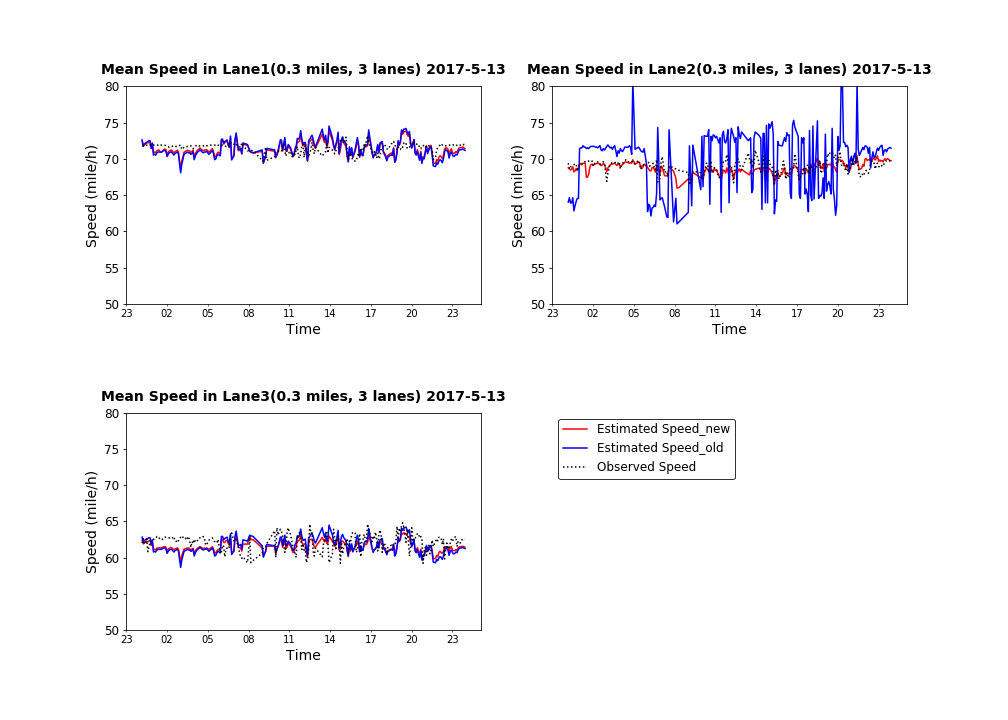 Mean Speed in Lane1(0.3 miles, 3 lanes) 2017-5-13
80
75
70
65
60
55
50
Speed (mile/h)
23 02 05 08 11 14 17 20 23
Time
Mean Speed in Lane2(0.3 miles, 3 lanes) 2017-5-13
80
75
70
65
60
55
50
Speed (mile/h)
23 02 05 08 11 14 17 20 23
Time
Mean Speed in Lane3(0.3 miles, 3 lanes) 2017-5-13
80
75
70
65
60
55
50
Speed (mile/h)
23 02 05 08 11 14 17 20 23
Time
Estimated Speed_new
Estimated Speed_old
Observed Speed